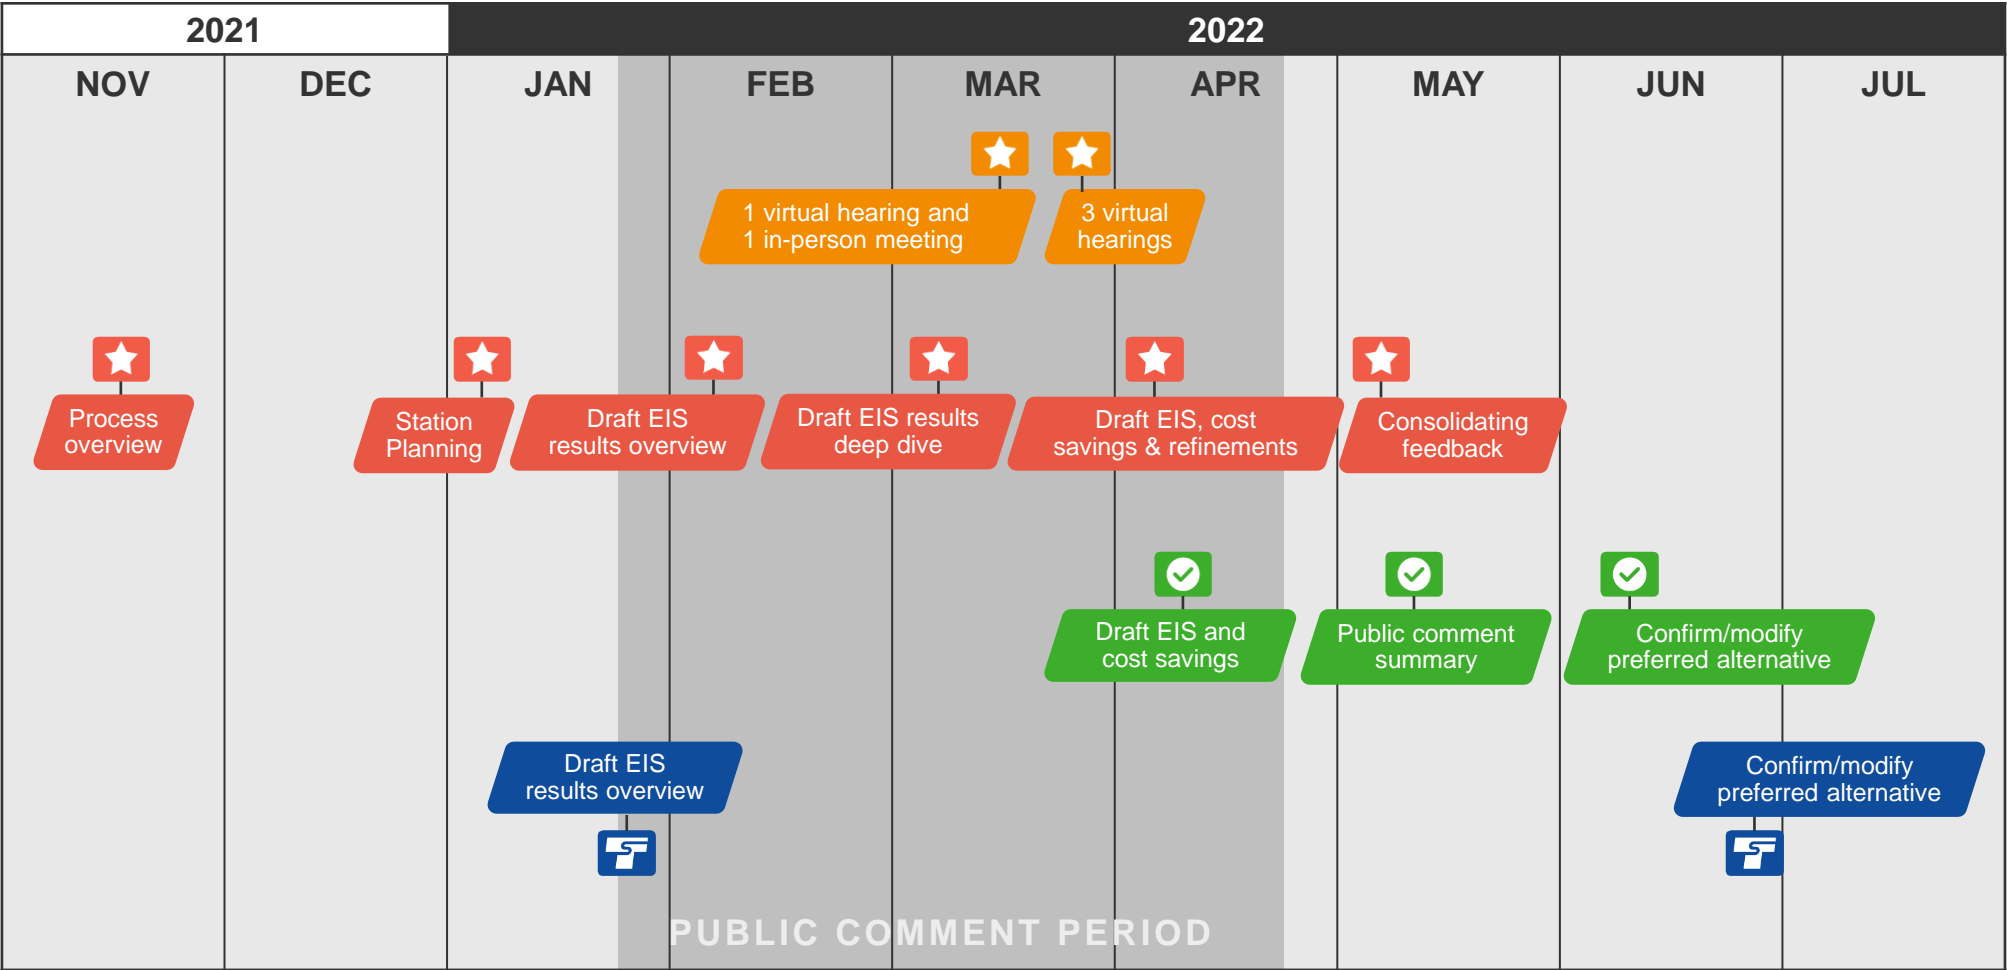 2021
2022
NOV
DEC
JAN
FEB
MAR
APR
MAY
JUN
JUL
1 virtual hearing and
1 in-person meeting
3 virtual
hearings
Process
overview
Station
Planning
Draft EIS
results overview
Draft EIS results
deep dive
Draft EIS, cost
savings & refinements
Consolidating
feedback
Draft EIS and
cost savings
Public comment
summary
Confirm/modify
preferred alternative
Draft EIS
results overview
Confirm/modify
preferred alternative
PUBLIC COMMENT PERIOD